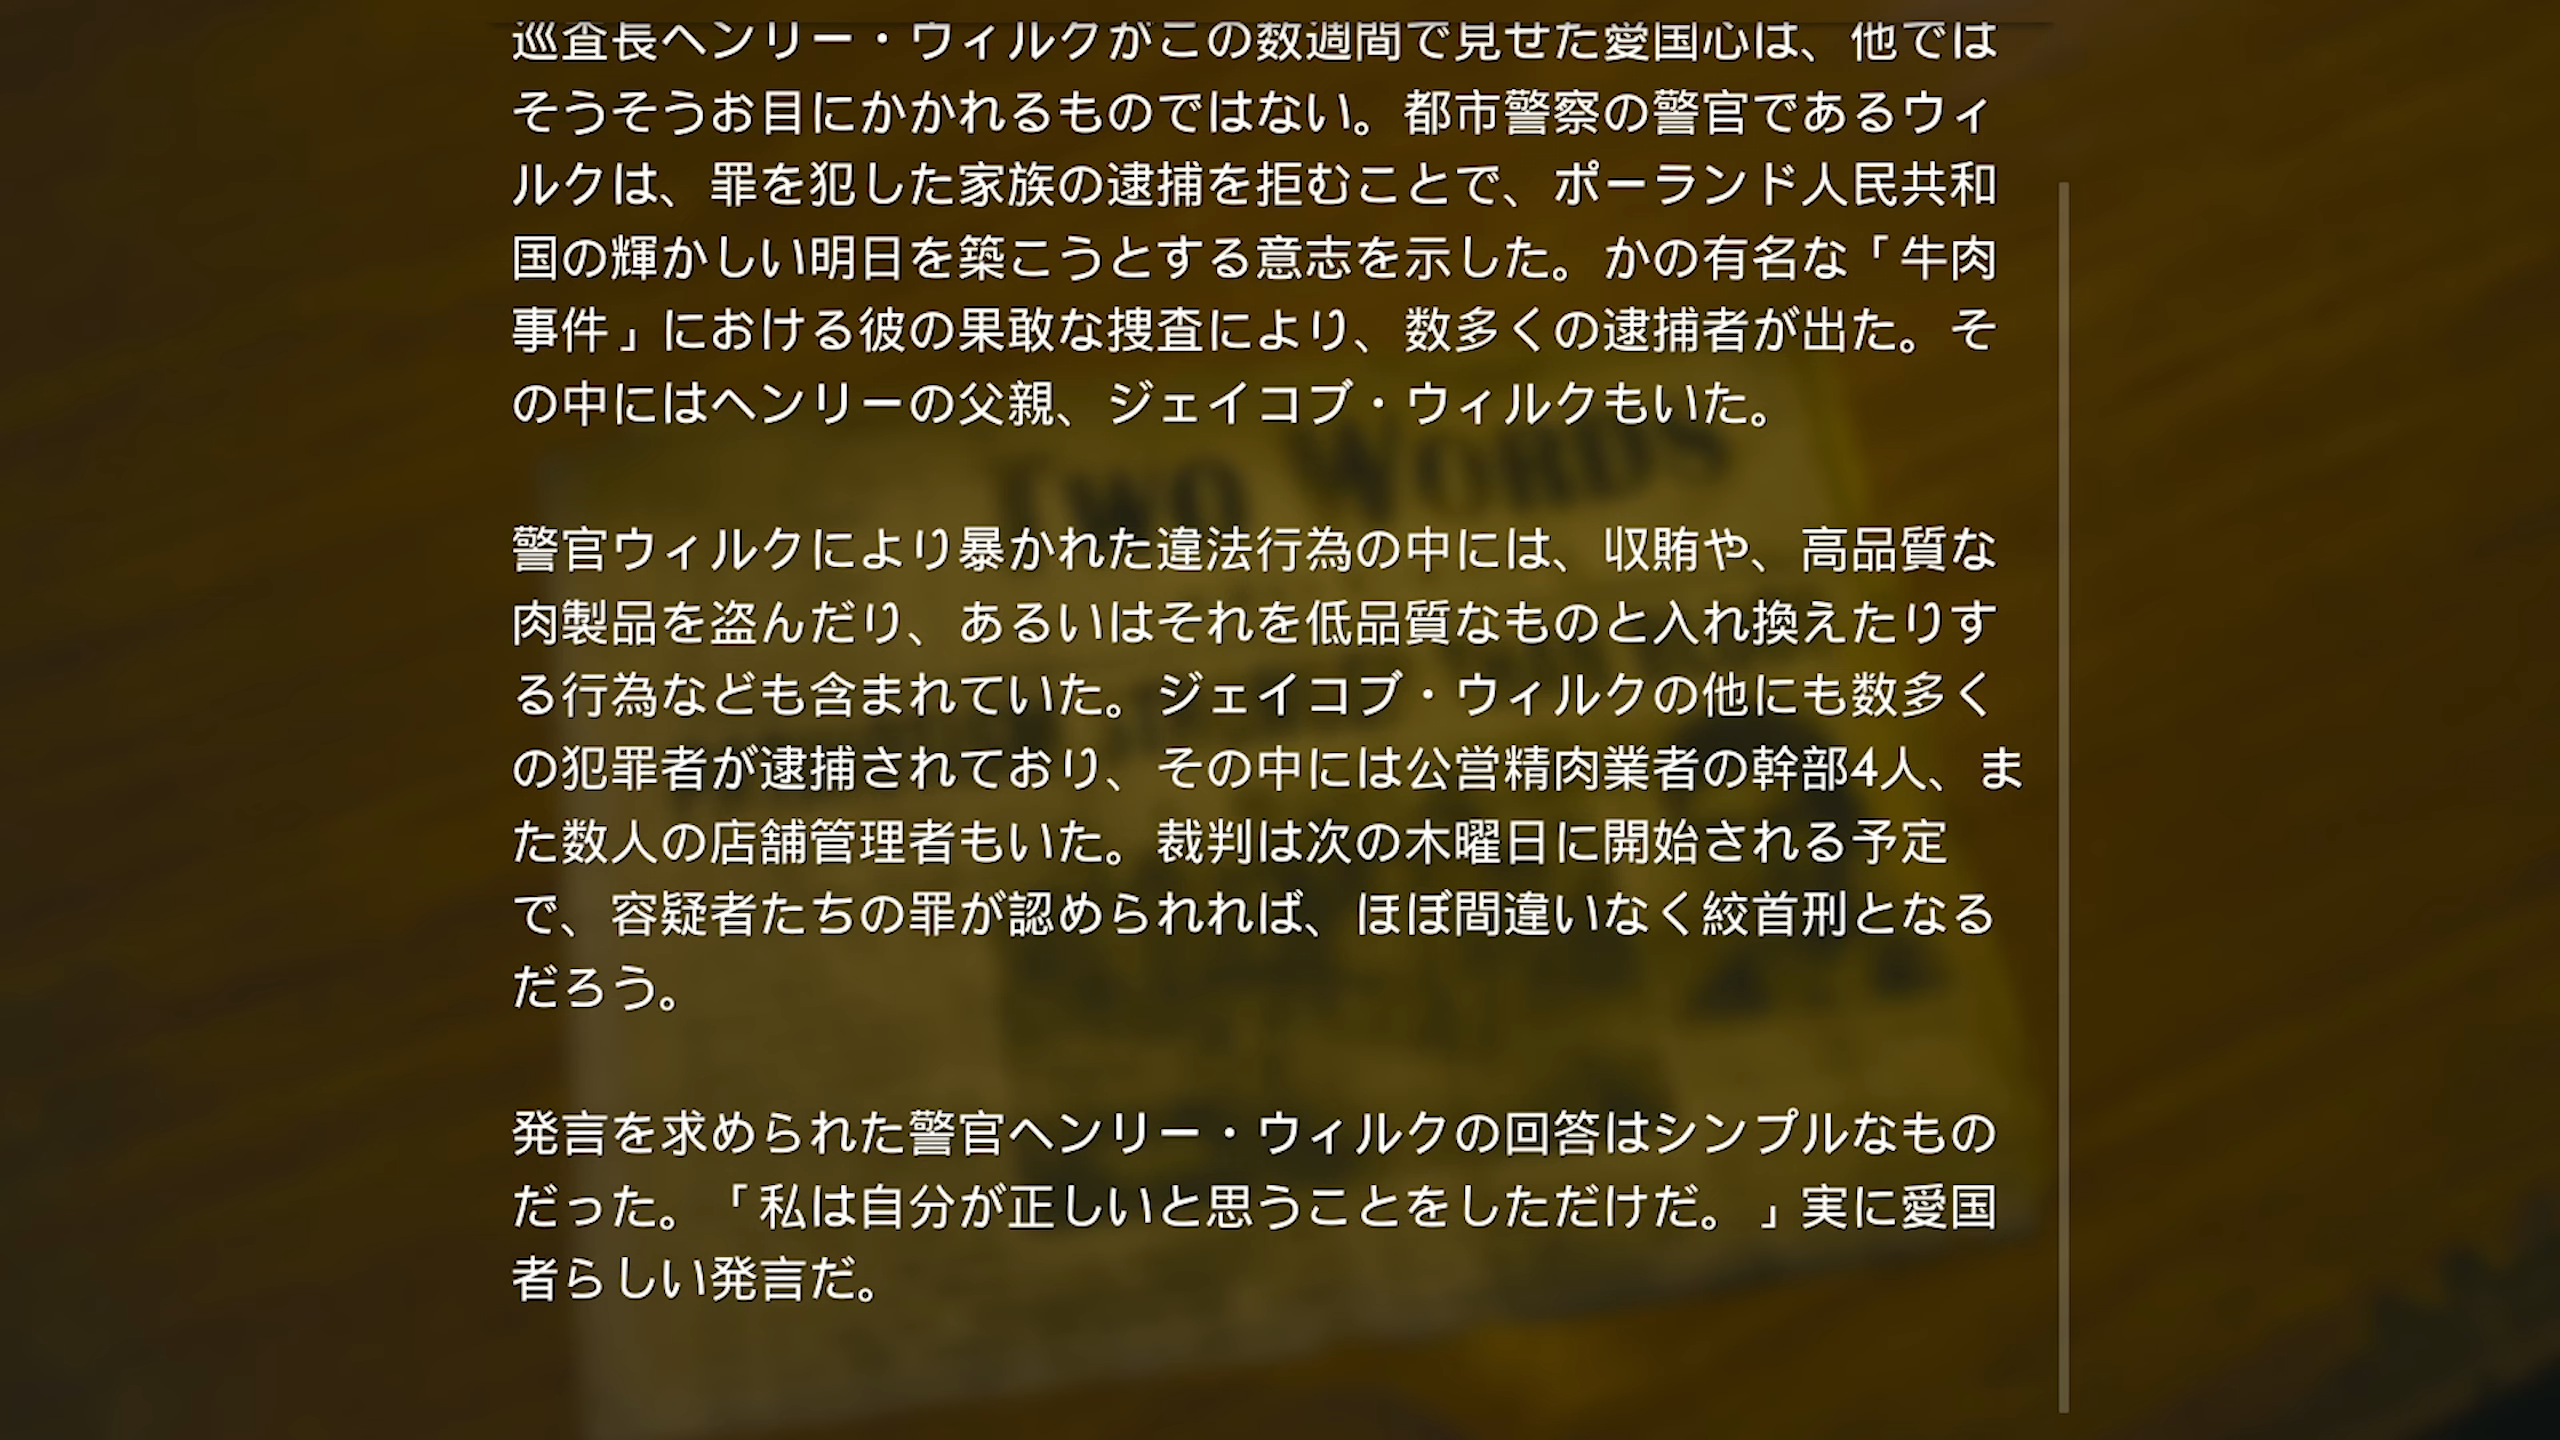 巡査長ヘンリー・ウィルクがこの数週間で見せた愛国心は、他では
そうそうお目にかかれるものではない。都市警察の警官であるウィ
ルクは、罪を犯した家族の逮捕を拒むことで、ポーランド人民共和
国の輝かしい明日を築こうとする意志を示した。かの有名な「牛肉
事件」における彼の果敢な捜査により、数多くの逮捕者が出た。そ
の中にはヘンリーの父親、ジェイコブ・ウィルクもいた。
TWO WORDS
警官ウィルクにより暴かれた違法行為の中には、収賄や、高品質な
肉製品を盗んだり、あるいはそれを低品質なものと入れ換えたりす
る行為なども含まれていた。ジェイコブ・ウィルクの他にも数多く
の犯罪者が逮捕されており、その中には公営精肉業者の幹部4人、ま
た数人の店舗管理者もいた。裁判は次の木曜日に開始される予定
で、容疑者たちの罪が認められれば、ほぼ間違いなく絞首刑となる
だろう。
発言を求められた警官ヘンリー・ウィルクの回答はシンプルなもの
だった。「私は自分が正しいと思うことをしただけだ。」実に愛国
者らしい発言だ。